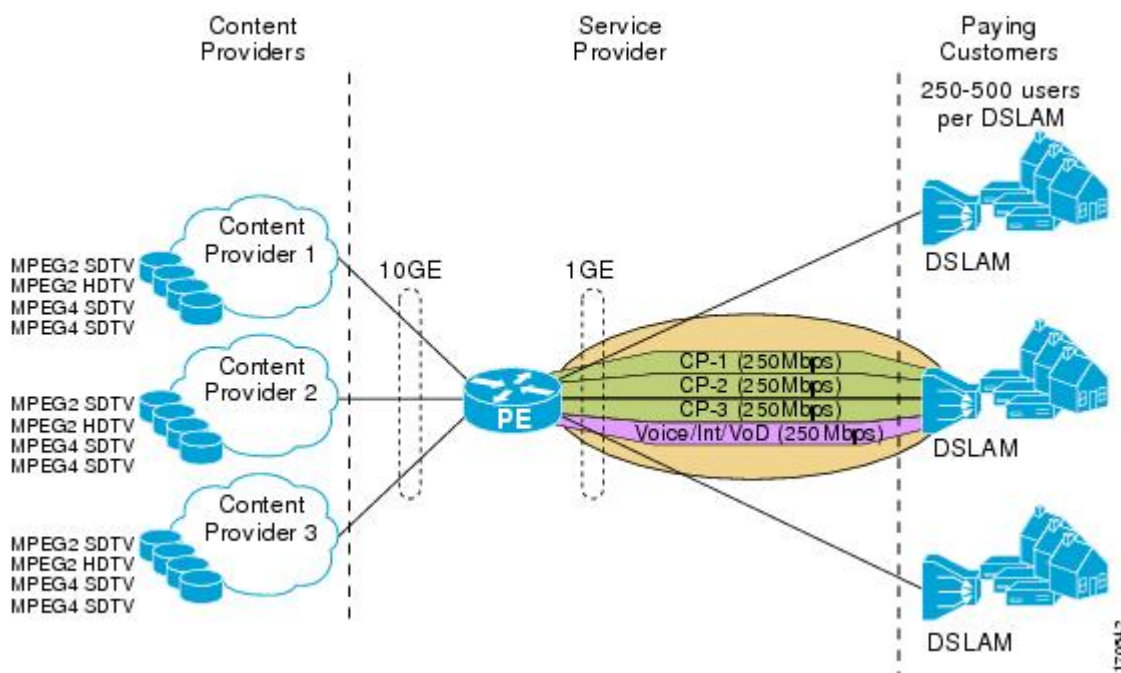 Content
Providers
Service
Provider
Paying
Customers
250-500 users
per DSLAM
Content
Provider 1
MPEG2 SDTV
MPEG2 HDTV
MPEG4 SDTV
MPEG4 SDTV
10GE
1GE
DSLAM
Content
Provider 2
MPEG2 SDTV
MPEG2 HDTV
MPEG4 SDTV
MPEG4 SDTV
PE
CP-1 (250Mbps)
CP-2 (250Mbps)
CP-3 (250Mbps)
Voice/Int/VoD (250 Mbps)
DSLAM
Content
Provider 3
MPEG2 SDTV
MPEG2 HDTV
MPEG4 SDTV
MPEG4 SDTV
DSLAM